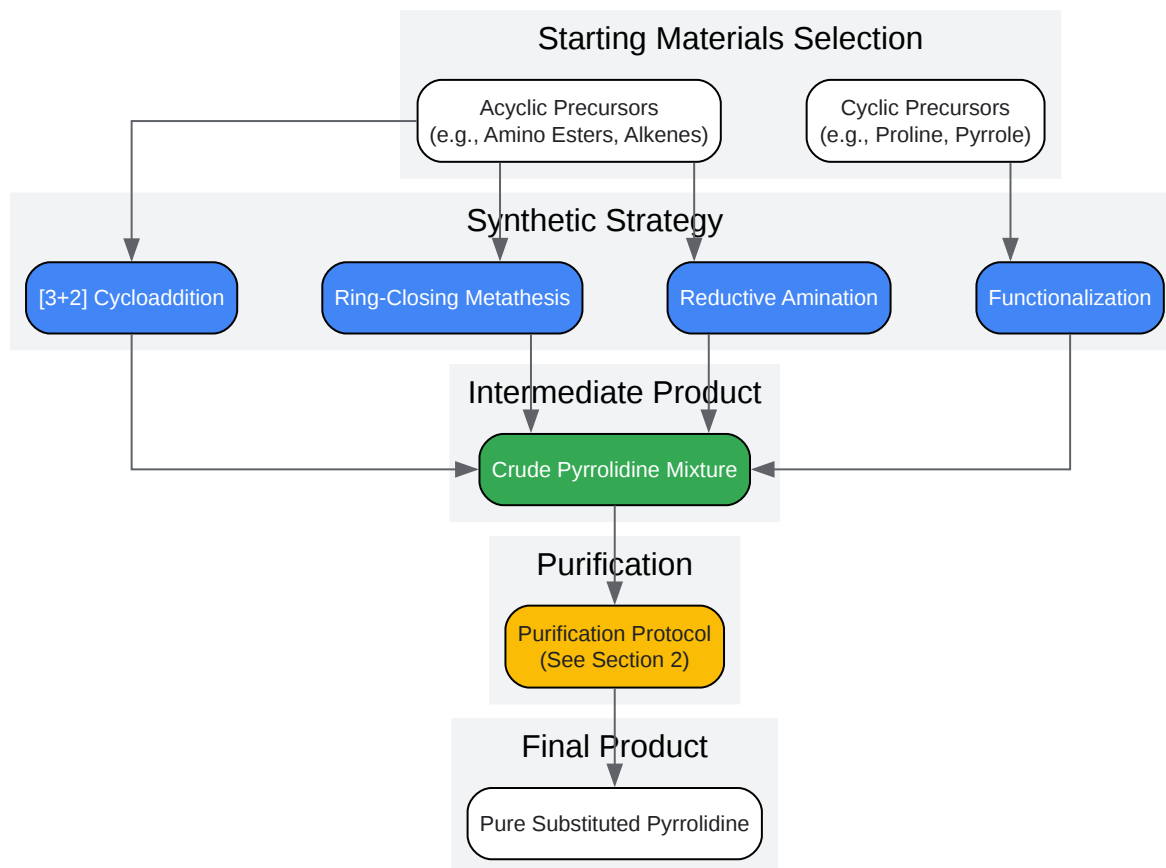 Starting Materials Selection
Acyclic Precursors
(e.g., Amino Esters, Alkenes)
Cyclic Precursors
(e.g., Proline, Pyrrole)
Synthetic Strategy
[3+2] Cycloaddition
Ring-Closing Metathesis
Reductive Amination
Functionalization
Intermediate Product
Crude Pyrrolidine Mixture
Purification
Purification Protocol
(See Section 2)
Final Product
Pure Substituted Pyrrolidine